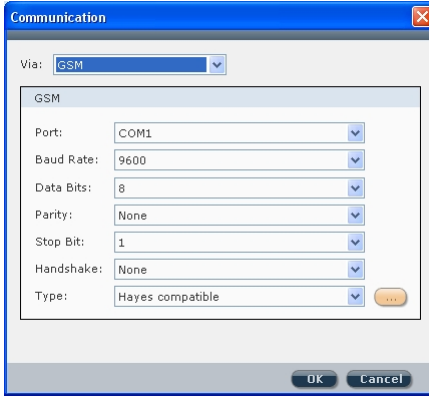 Communication
Via: GSM
GSM
Port: COM1
Baud Rate: 9600
Data Bits: 8
Parity: None
Stop Bit: 1
Handshake: None
Type: Hayes compatible ...
OK Cancel